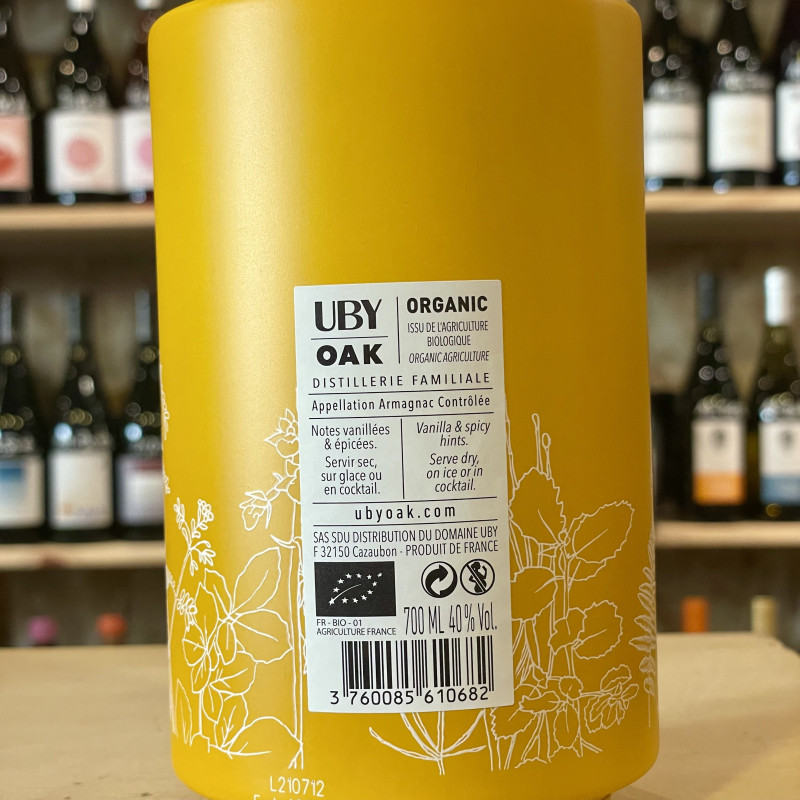 UBY
OAK
ORGANIC
ISSU DE L'AGRICULTURE
BIOLOGIQUE
ORGANIC AGRICULTURE
DISTILLERIE FAMILIALE
Appellation Armagnac Contrôlée
Notes vanillées
& épicées.
Servir sec,
sur glace ou
en cocktail.
Vanilla & spicy
hints.
Serve dry,
on ice or in
cocktail.
ubyoak.com
SAS SDU DISTRIBUTION DU DOMAINE UBY
F 32150 Cazaubon - PRODUIT DE FRANCE
FR - BIO - 01
AGRICULTURE FRANCE
700 ML 40% Vol.
3 760085 610682
L210712